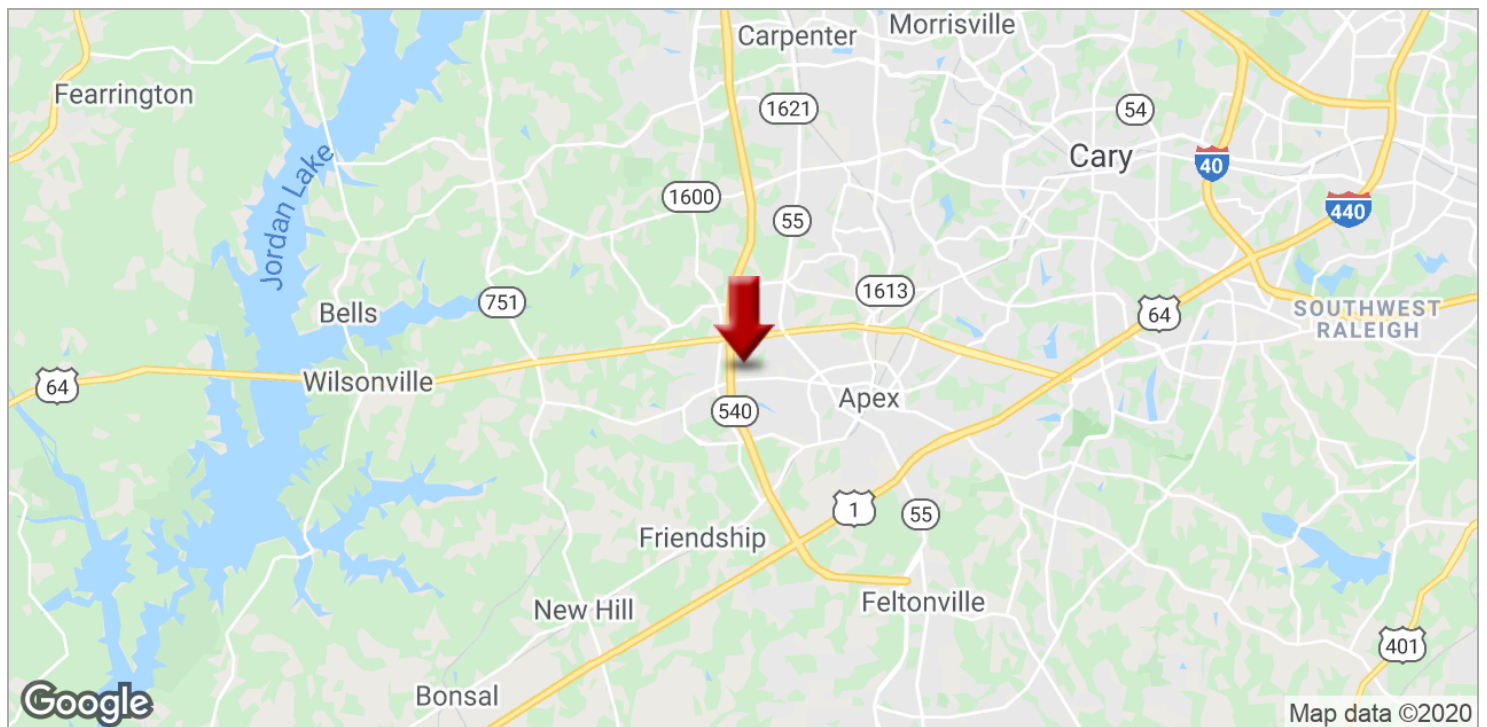 Morrisville
Carpenter
Fearrington
1621
54
751
Cary
40
Jordan Lake
1600
440
55
1613
751
Bells
64
SOUTHWEST
RALEIGH
64
Wilsonville
Apex
540
1
55
Friendship
Feltonville
New Hill
401
Bonsal
Google
Map data ©2020